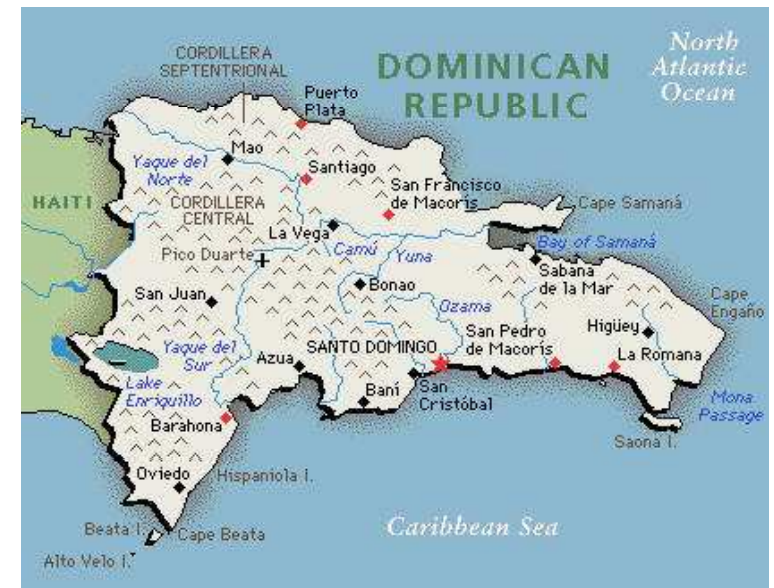 North
Atlantic
Ocean
DOMINICAN
REPUBLIC
CORDILLERA
SEPTENTRIONAL
Puerto
Plata
Mao
Yaque del
Norte
Santiago
San Francisco
de Macorís
HAITI
CORDILLERA
CENTRAL
Cape Samaná
La Vega
Camú
Yuna
Bay of Samaná
Pico Duarte
Sabana
de la Mar
Bonao
San Juan
Ozama
Cape
Engaño
San Pedro
de Macorís
Higüey
Yaque del
Sur
Azua
SANTO DOMINGO
La Romana
Lake
Enriquillo
Baní
San
Cristóbal
Mona
Passage
Barahona
Saona I.
Oviedo
Hispaniola I.
Beata I.
Cape Beata
Caribbean Sea
Alto Velo I.